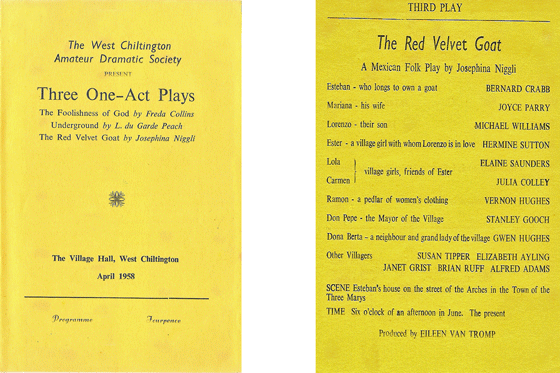 The West Chiltington
Amateur Dramatic Society
PRESENT
Three One-Act Plays
The Foolishness of God by Freda Collins
Underground by L. du Garde Peach
The Red Velvet Goat by Josephina Niggli
The Village Hall, West Chiltington
April 1958
Programme Fourpence
THIRD PLAY
The Red Velvet Goat
A Mexican Folk Play by Josephina Niggli
Esteban - who longs to own a goat BERNARD CRABB
Mariana - his wife JOYCE PARRY
Lorenzo - their son MICHAEL WILLIAMS
Ester - a village girl with whom Lorenzo is in love HERMINE SUTTON
Lola ELAINE SAUNDERS
village girls, friends of Ester
Carmen JULIA COLLEY
Ramon - a pedlar of women's clothing VERNON HUGHES
Don Pepe - the Mayor of the Village STANLEY GOOCH
Dona Berta - a neighbour and grand lady of the village GWEN HUGHES
Other Villagers SUSAN TIPPER ELIZABETH AYLING
JANET GRIST BRIAN RUFF ALFRED ADAMS
SCENE Esteban's house on the street of the Arches in the Town of the
Three Marys
TIME Six o'clock of an afternoon in June. The present
Produced by EILEEN VAN TROMP